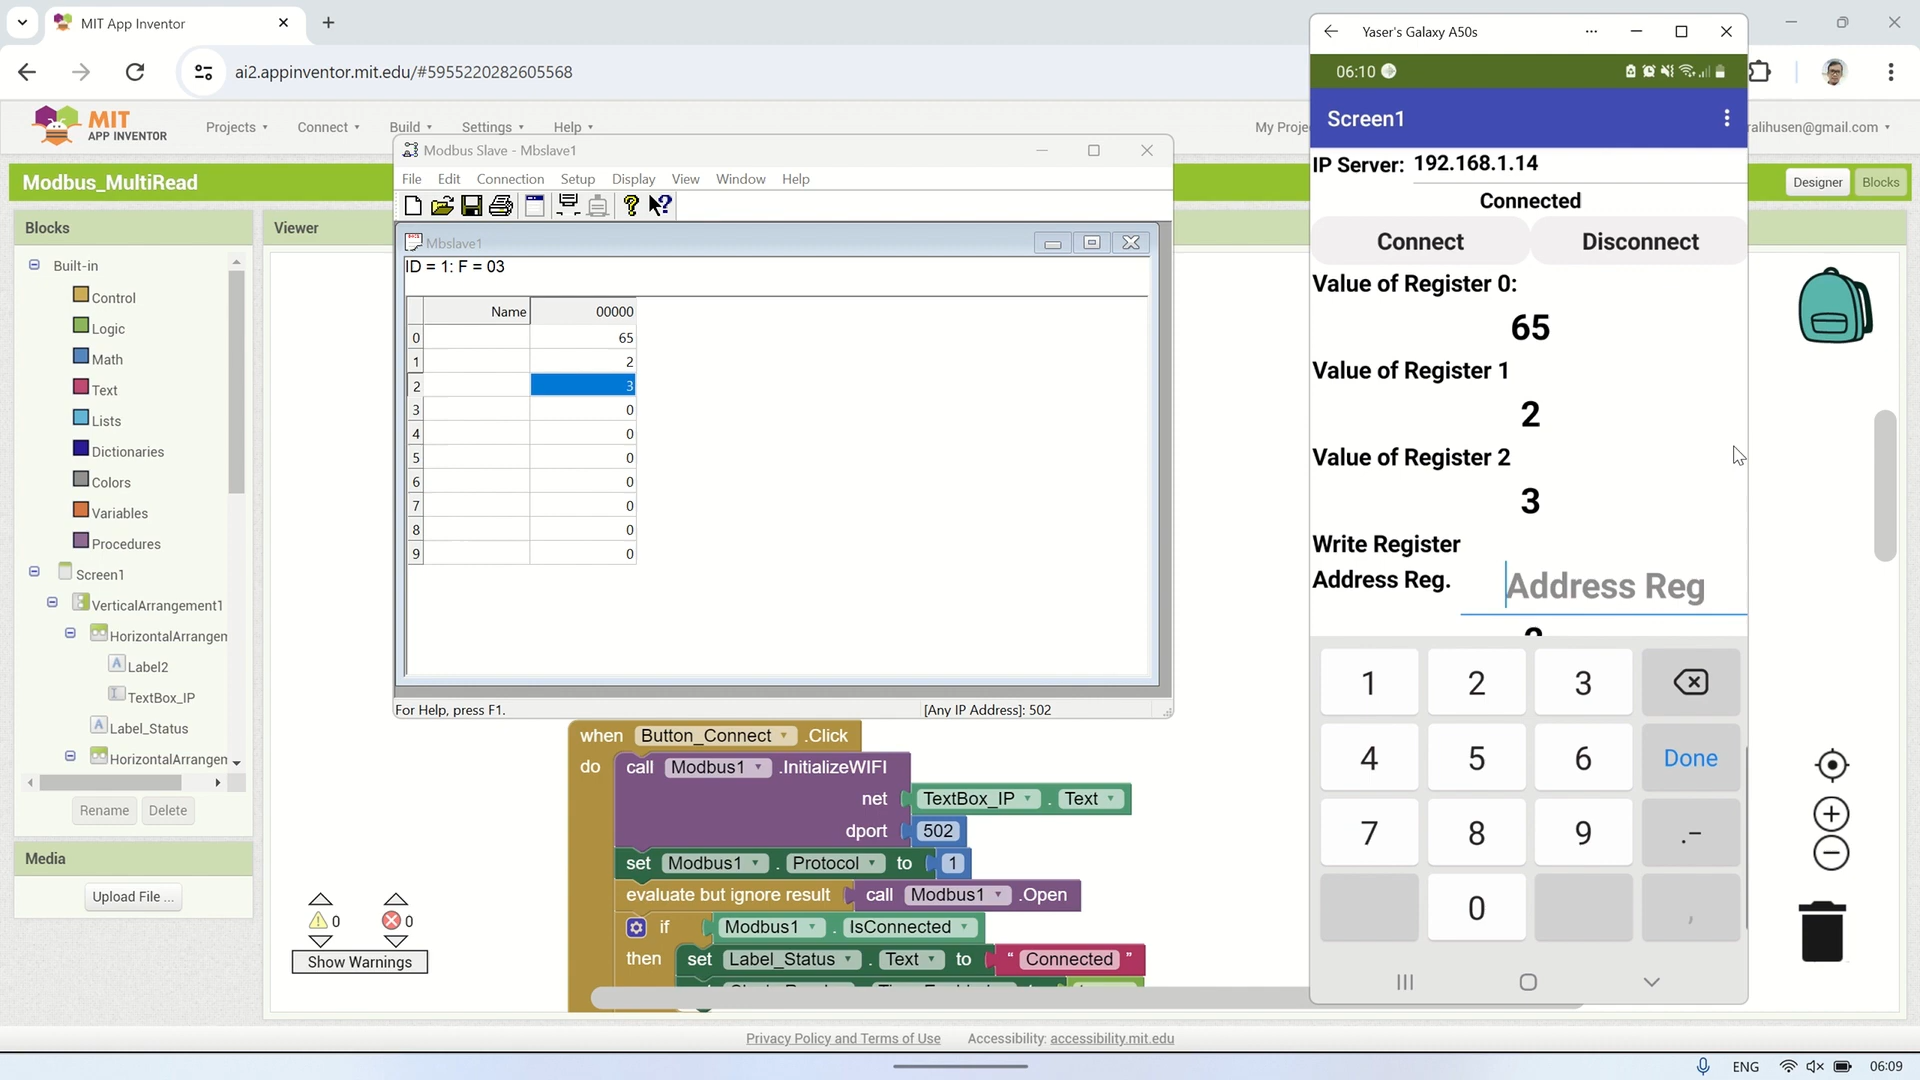 MIT App Inventor
ai2.appinventor.mit.edu/#5955220282605568
MIT
APP INVENTOR
Projects
Connect
Build
Settings
Help
My Proje
ralihusen@gmail.com
Modbus_MultiRead
Designer
Blocks
Blocks
Viewer
Built-in
Control
Logic
Math
Text
Lists
Dictionaries
Colors
Variables
Procedures
Screen1
VerticalArrangement1
HorizontalArrangen
Label2
TextBox_IP
Label_Status
HorizontalArrangen
Rename
Delete
Media
Upload File ...
Modbus Slave - Mbslave1
File Edit Connection Setup Display View Window Help
Mbslave1
ID = 1: F = 03
Name 00000
0 65
1 2
2 3
3 0
4 0
5 0
6 0
7 0
8 0
9 0
For Help, press F1.
[Any IP Address]: 502
when Button_Connect .Click
do call Modbus1 .InitializeWIFI
net TextBox_IP . Text
dport 502
set Modbus1 . Protocol to 1
evaluate but ignore result call Modbus1 .Open
if Modbus1 . IsConnected
then set Label_Status . Text to “ Connected ”
0
0
Show Warnings
Yaser's Galaxy A50s
06:10
Screen1
IP Server: 192.168.1.14
Connected
Connect
Disconnect
Value of Register 0:
65
Value of Register 1
2
Value of Register 2
3
Write Register
Address Reg.
Address Reg
1 2 3
4 5 6 Done
7 8 9 .-
0 ,
Privacy Policy and Terms of Use
Accessibility: accessibility.mit.edu
ENG
06:09